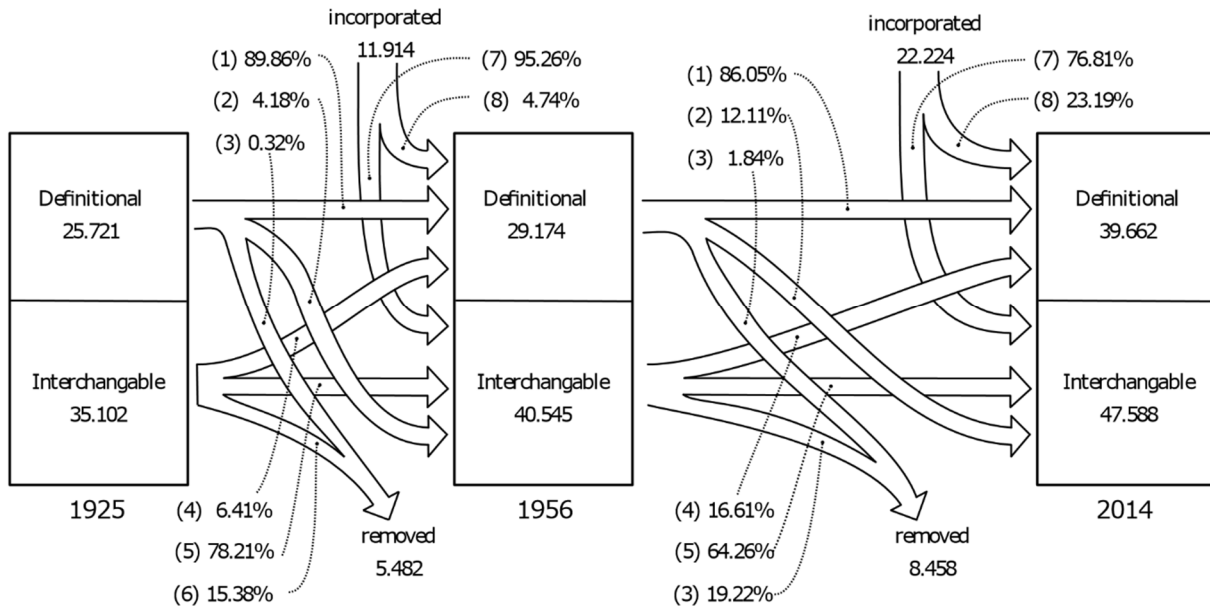 incorporated
11.914
(1) 89.86%
(2) 4.18%
(3) 0.32%
(7) 95.26%
(8) 4.74%
incorporated
22.224
(1) 86.05%
(2) 12.11%
(3) 1.84%
(7) 76.81%
(8) 23.19%
Definitional
25.721
Interchangable
35.102
1925
Definitional
29.174
Interchangable
40.545
1956
Definitional
39.662
Interchangable
47.588
2014
(4) 6.41%
(5) 78.21%
(6) 15.38%
removed
5.482
(4) 16.61%
(5) 64.26%
(3) 19.22%
removed
8.458